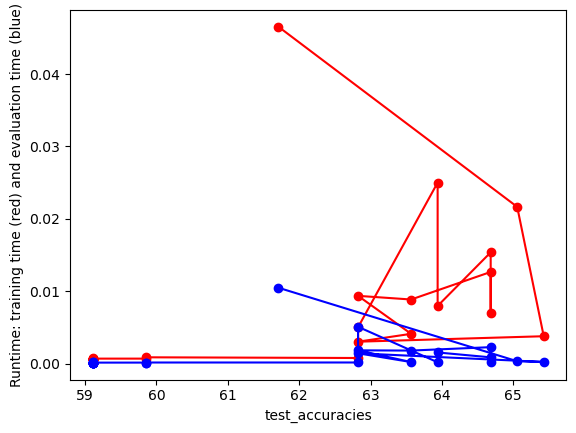 Runtime: training time (red) and evaluation time (blue)
0.04
0.03
0.02
0.01
0.00
59 60 61 62 63 64 65
test_accuracies